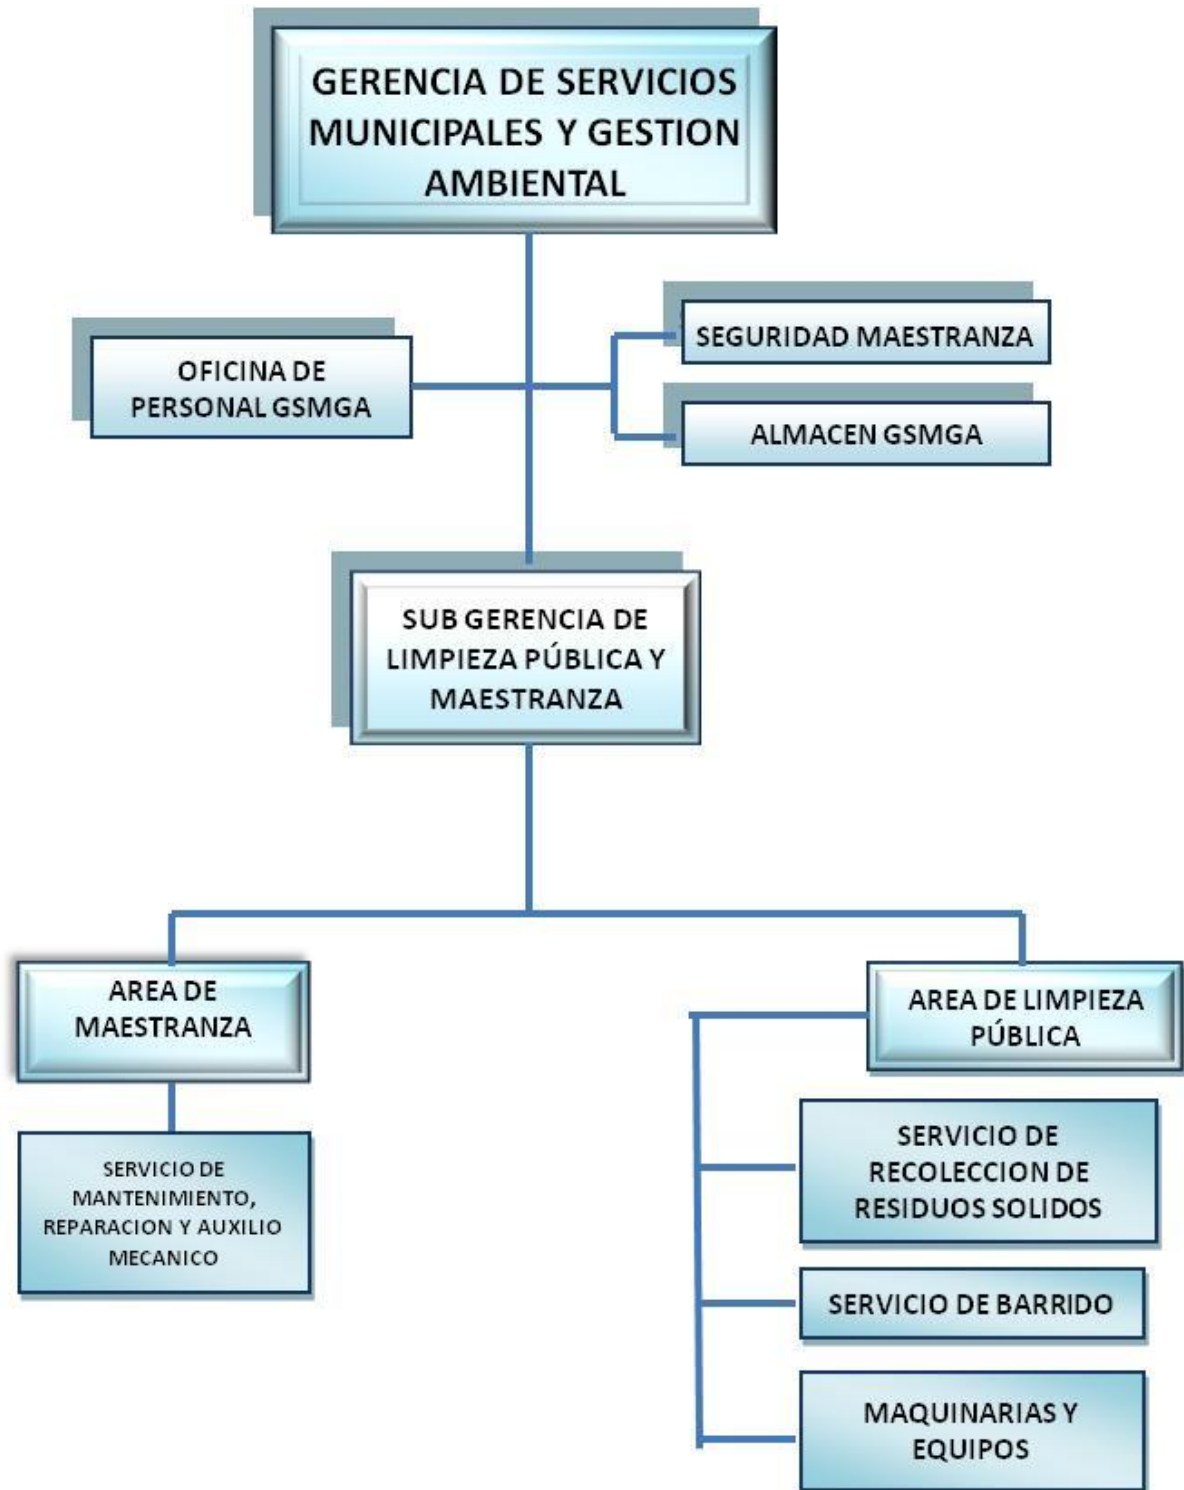 GERENCIA DE SERVICIOS
MUNICIPALES Y GESTION
AMBIENTAL
OFICINA DE
PERSONAL GSMGA
SEGURIDAD MAESTRANZA
ALMACEN GSMGA
SUB GERENCIA DE
LIMPIEZA PÚBLICA Y
MAESTRANZA
AREA DE
MAESTRANZA
SERVICIO DE
MANTENIMIENTO,
REPARACION Y AUXILIO
MECANICO
AREA DE LIMPIEZA
PÚBLICA
SERVICIO DE
RECOLECCION DE
RESIDUOS SOLIDOS
SERVICIO DE BARRIDO
MAQUINARIAS Y
EQUIPOS